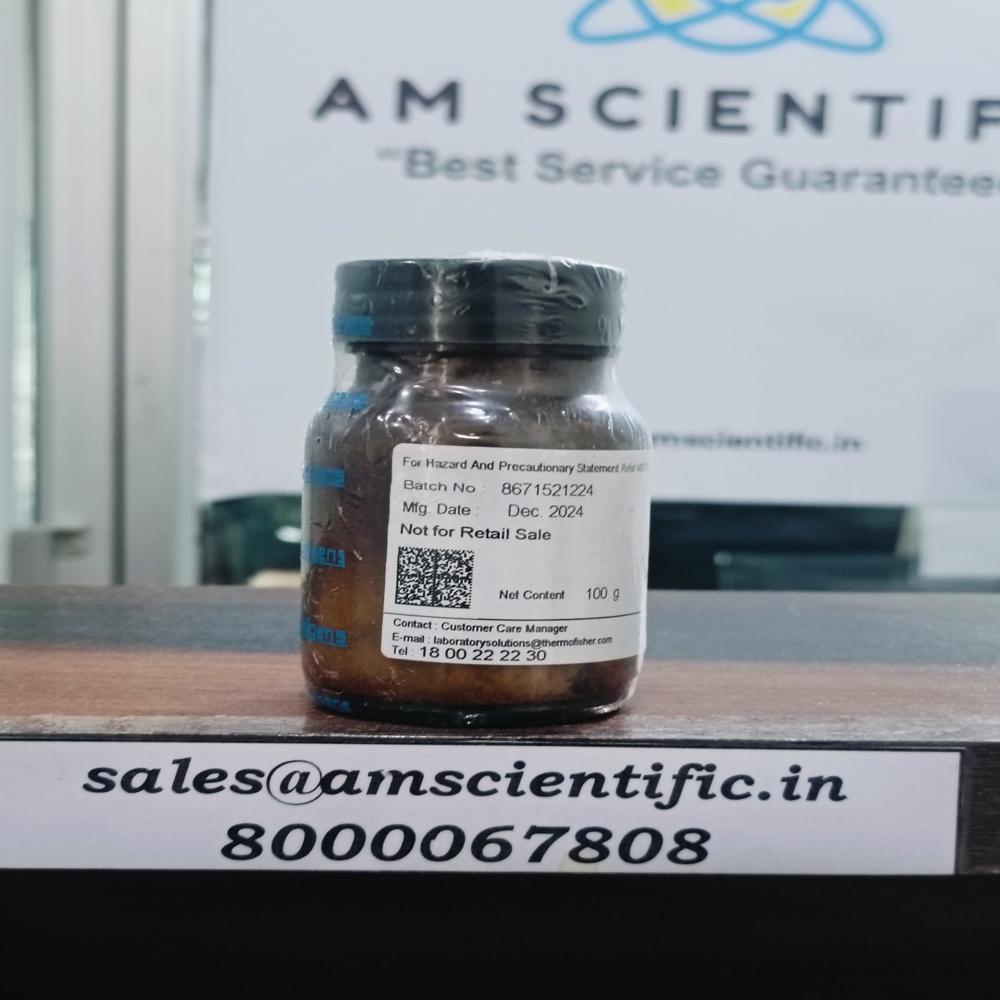 AM SCIENTIF
"Best Service Guarantee
mscientific.in
For Hazard And Precautionary Statement Refer
Batch No : 8671521224
Mfg. Date : Dec. 2024
Not for Retail Sale
Net Content 100 g
Contact : Customer Care Manager
E-mail : laboratorysolutions@thermofisher.com
Tel : 18 00 22 22 30
sales@amscientific.in
8000067808